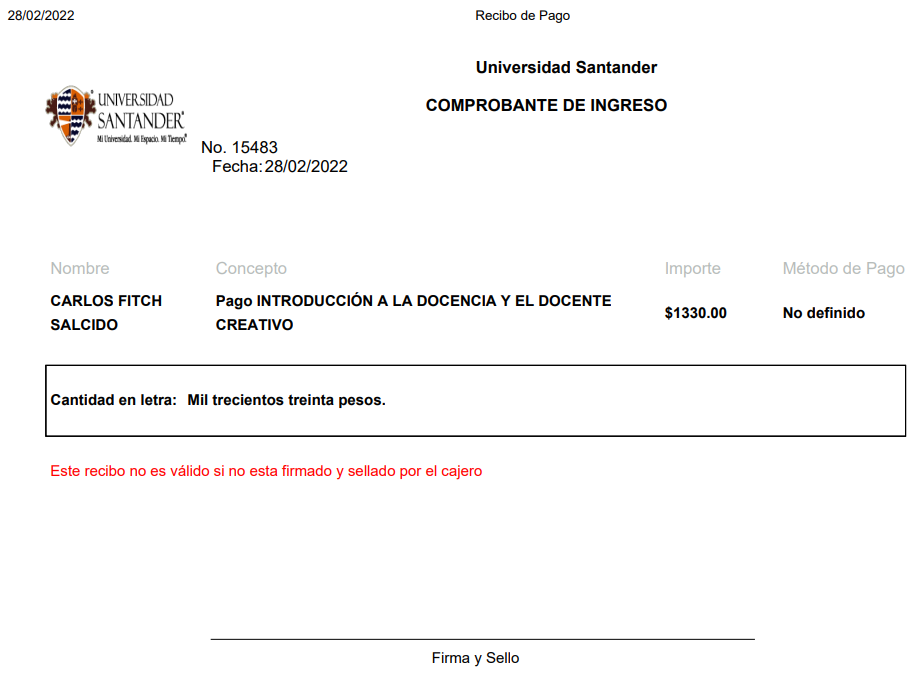 28/02/2022 Recibo de Pago
Universidad Santander
COMPROBANTE DE INGRESO
UNIVERSIDAD
SANTANDER
Mi Universidad. Mi Espacio. Mi Tiempo.
No. 15483
Fecha: 28/02/2022
Nombre Concepto Importe Método de Pago
CARLOS FITCH Pago INTRODUCCIÓN A LA DOCENCIA Y EL DOCENTE
$1330.00 No definido
SALCIDO CREATIVO
Cantidad en letra: Mil trecientos treinta pesos.
Este recibo no es válido si no esta firmado y sellado por el cajero
Firma y Sello